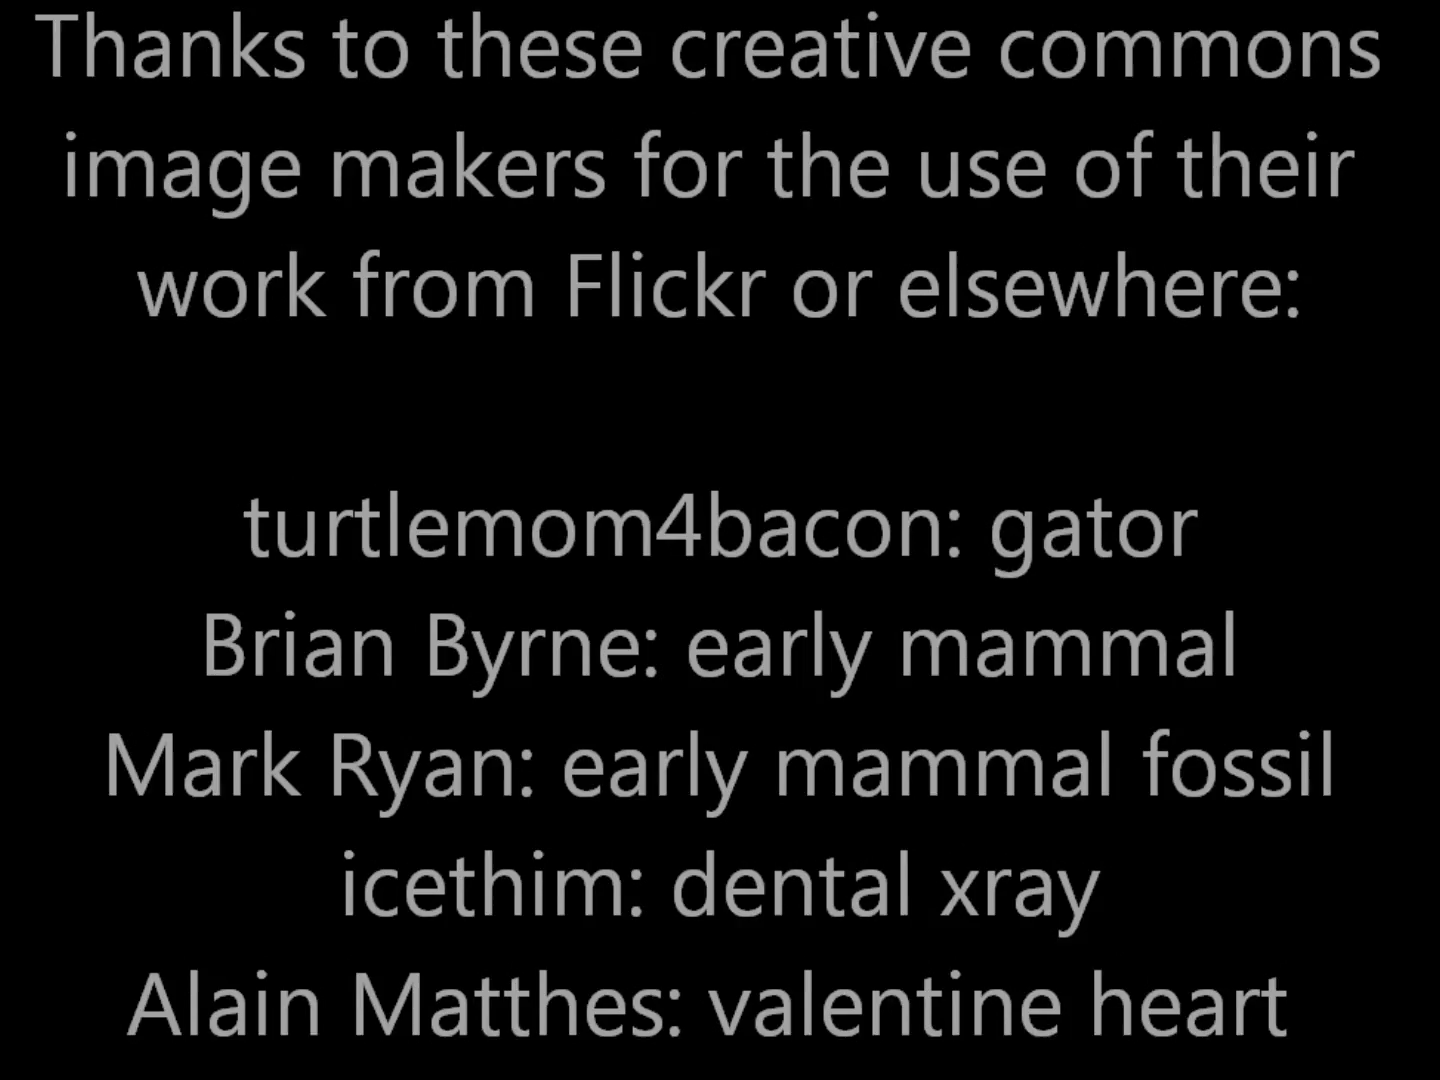 Thanks to these creative commons
image makers for the use of their
work from Flickr or elsewhere:
turtlemom4bacon: gator
Brian Byrne: early mammal
Mark Ryan: early mammal fossil
icethim: dental xray
Alain Matthes: valentine heart